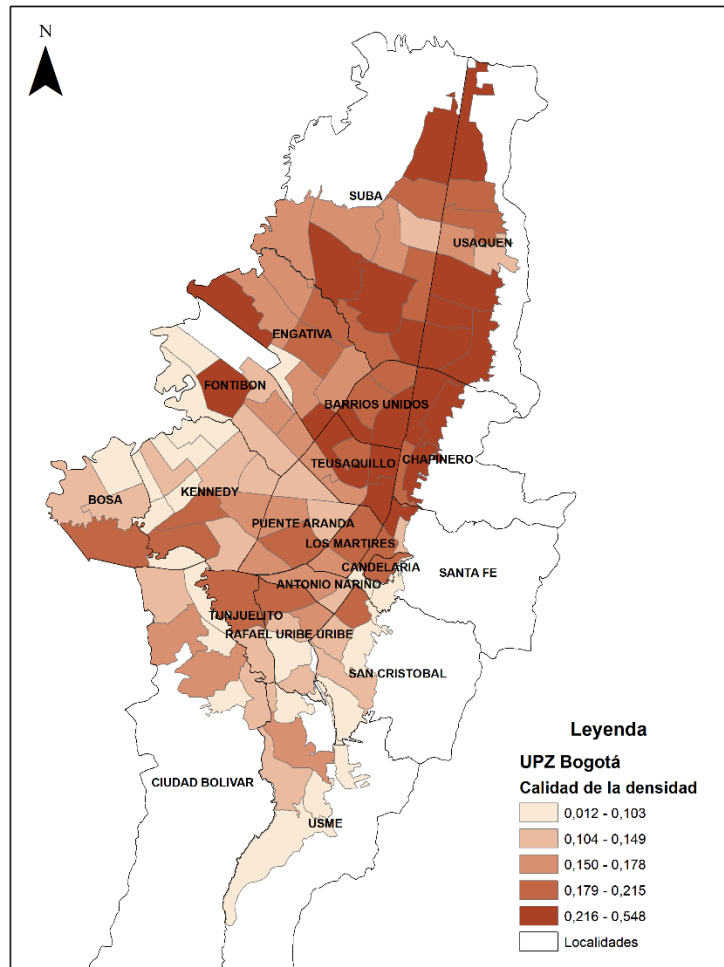 N
SUBA
USAQUEN
ENGATIVA
FONTIBON
BARRIOS UNIDOS
TEUSAQUILLO
CHAPINERO
BOSA
KENNEDY
PUENTE ARANDA
LOS MARTIRES
CANDELARIA
SANTA FE
ANTONIO NARIÑO
TUNJUELITO
RAFAEL URIBE URIBE
SAN CRISTOBAL
CIUDAD BOLIVAR
USME
Leyenda
UPZ Bogotá
Calidad de la densidad
0,012 - 0,103
0,104 - 0,149
0,150 - 0,178
0,179 - 0,215
0,216 - 0,548
Localidades